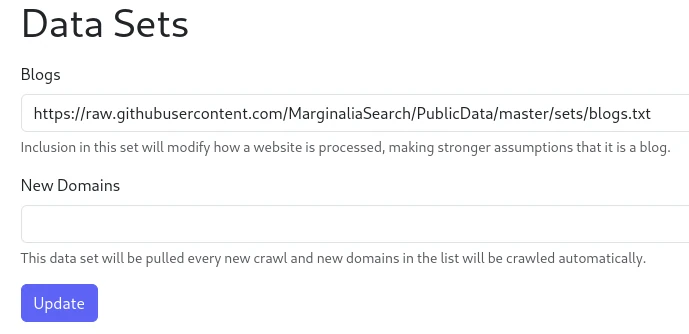 Data Sets
Blogs
https://raw.githubusercontent.com/MarginaliaSearch/PublicData/master/sets/blogs.txt
Inclusion in this set will modify how a website is processed, making stronger assumptions that it is a blog.
New Domains
This data set will be pulled every new crawl and new domains in the list will be crawled automatically.
Update